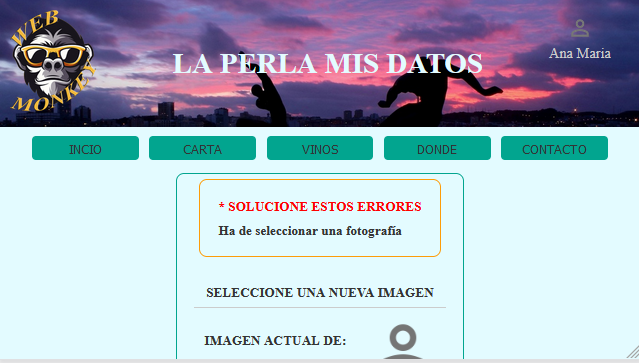 WEB
MONKEY
LA PERLA MIS DATOS
Ana Maria
INCIO
CARTA
VINOS
DONDE
CONTACTO
* SOLUCIONE ESTOS ERRORES
Ha de seleccionar una fotografía
SELECCIONE UNA NUEVA IMAGEN
IMAGEN ACTUAL DE: